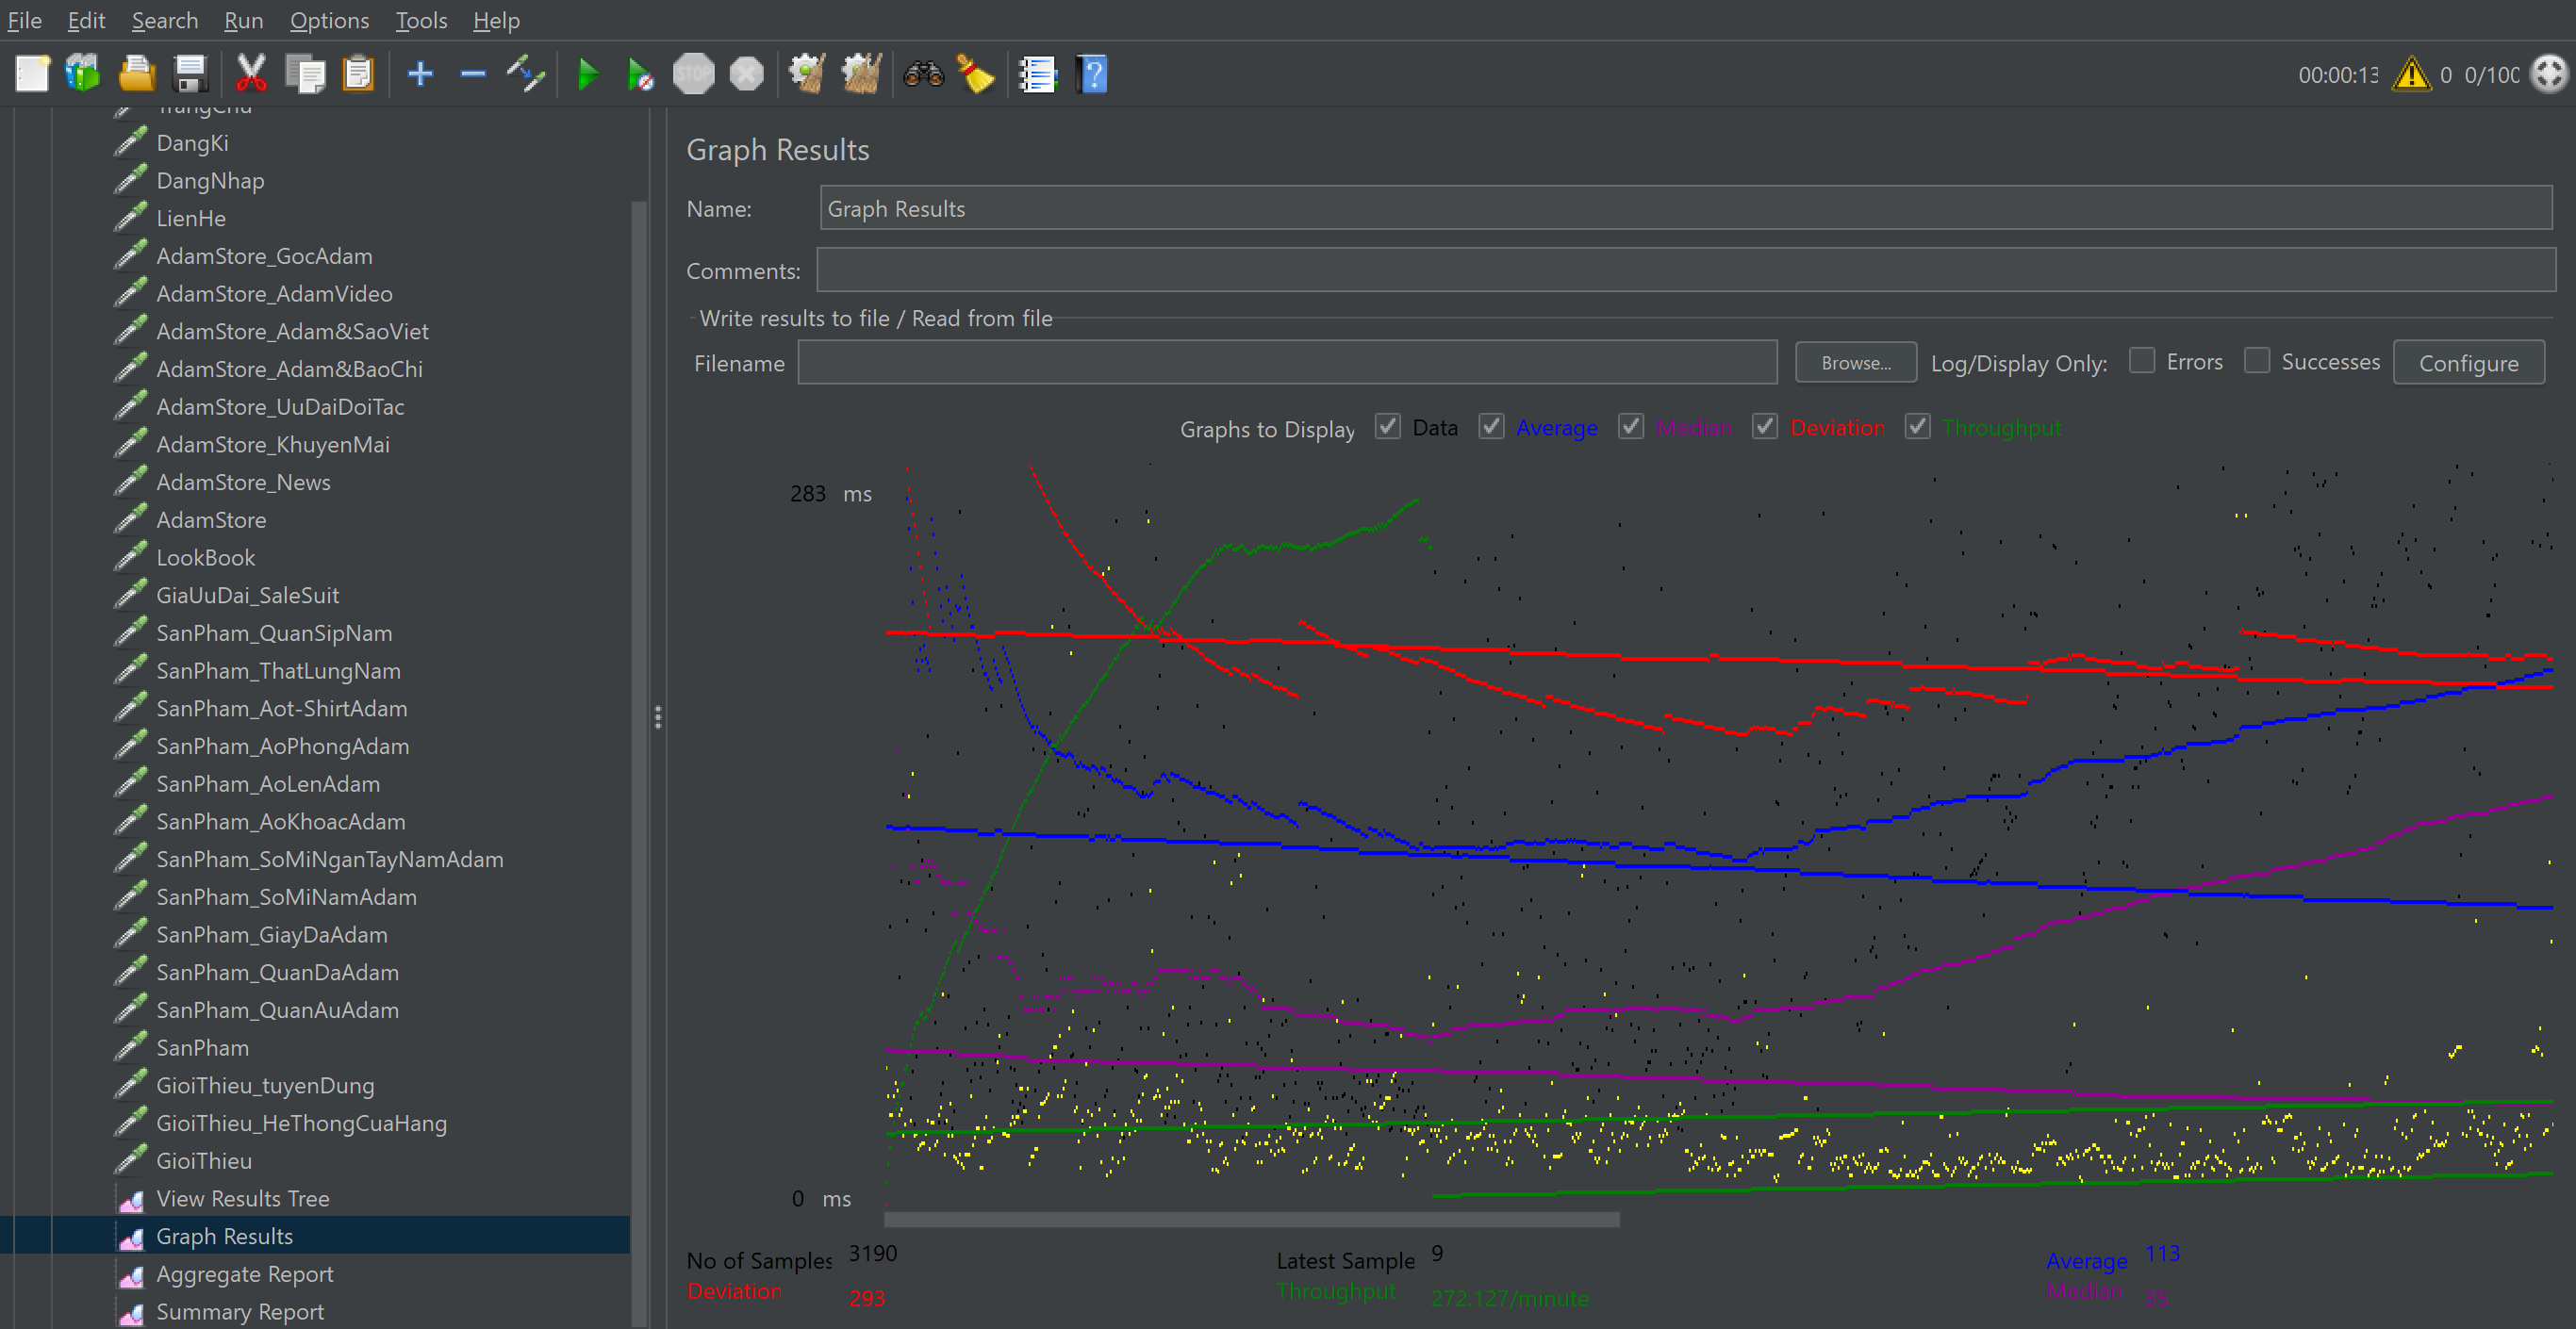 File Edit Search Run Options Tools Help
STOP
00:00:13 0 0/100
TrangChu
DangKi
DangNhap
LienHe
AdamStore_GocAdam
AdamStore_AdamVideo
AdamStore_Adam&SaoViet
AdamStore_Adam&BaoChi
AdamStore_UuDaiDoiTac
AdamStore_KhuyenMai
AdamStore_News
AdamStore
LookBook
GiaUuDai_SaleSuit
SanPham_QuanSipNam
SanPham_ThatLungNam
SanPham_Aot-ShirtAdam
SanPham_AoPhongAdam
SanPham_AoLenAdam
SanPham_AoKhoacAdam
SanPham_SoMiNganTayNamAdam
SanPham_SoMiNamAdam
SanPham_GiayDaAdam
SanPham_QuanDaAdam
SanPham_QuanAuAdam
SanPham
GioiThieu_tuyenDung
GioiThieu_HeThongCuaHang
GioiThieu
View Results Tree
Graph Results
Aggregate Report
Summary Report
Graph Results
Name: Graph Results
Comments:
Write results to file / Read from file
Filename Browse... Log/Display Only: Errors Successes Configure
Graphs to Display Data Average Median Deviation Throughput
283 ms
0 ms
No of Samples 3190 Latest Sample 9 Average 113
Deviation 293 Throughput 272.127/minute Median 35